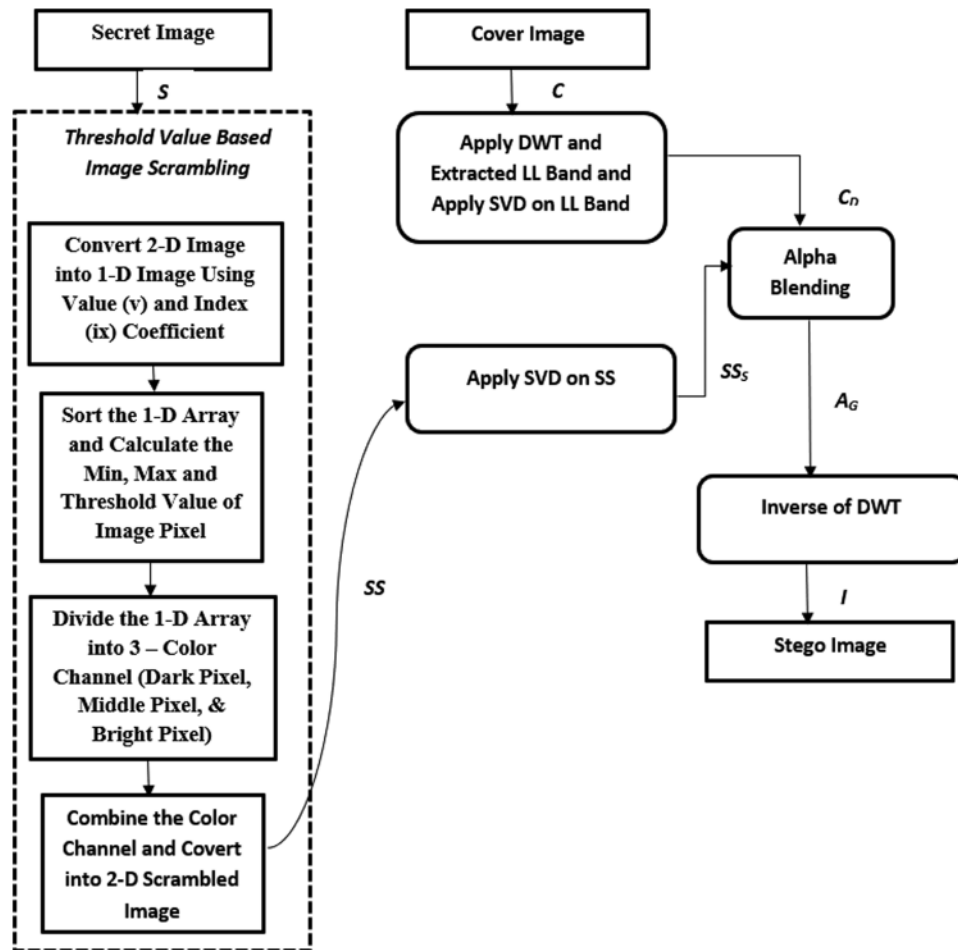 Secret Image
S
Threshold Value Based
Image Scrambling
Convert 2-D Image
into 1-D Image Using
Value (v) and Index
(ix) Coefficient
Sort the 1-D Array
and Calculate the
Min, Max and
Threshold Value of
Image Pixel
Divide the 1-D Array
into 3 – Color
Channel (Dark Pixel,
Middle Pixel, &
Bright Pixel)
Combine the Color
Channel and Covert
into 2-D Scrambled
Image
SS
Cover Image
C
Apply DWT and
Extracted LL Band and
Apply SVD on LL Band
C_D
Apply SVD on SS
SS_S
Alpha
Blending
A_G
Inverse of DWT
I
Stego Image